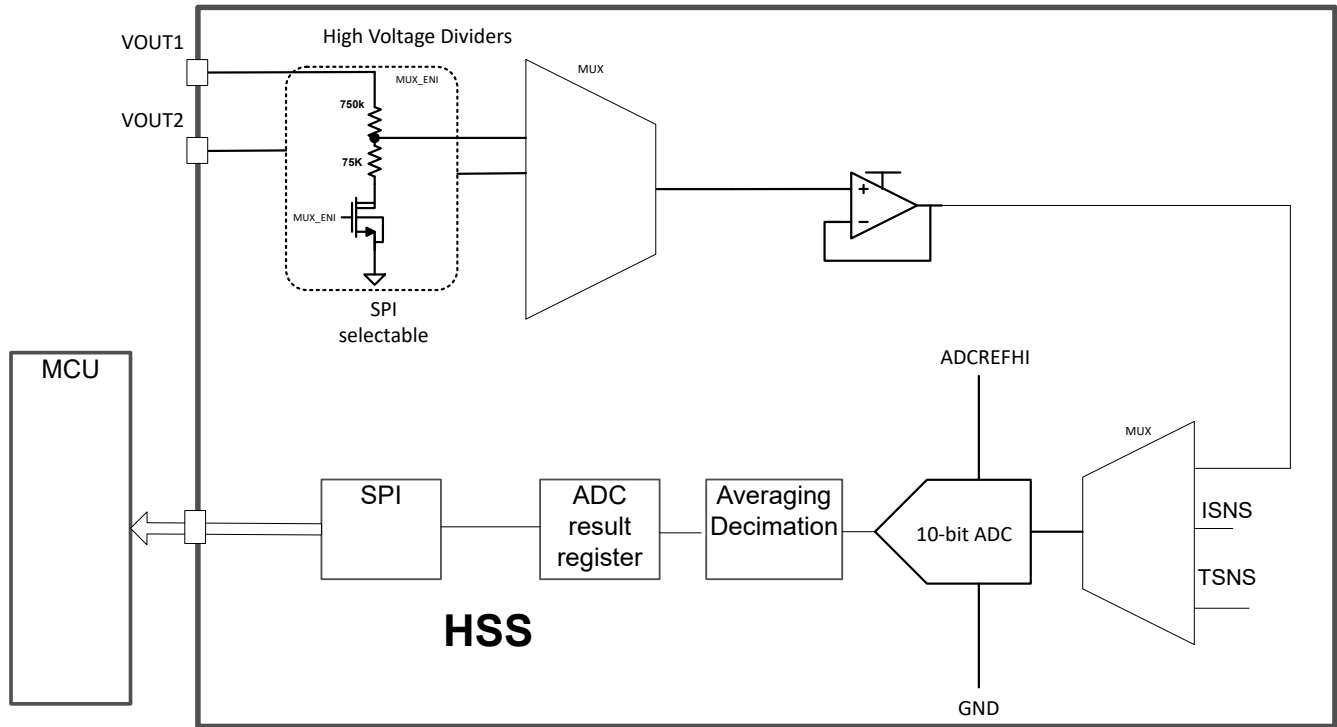 VOUT1
High Voltage Dividers
MUX_ENI
MUX
750k
VOUT2
75K
MUX_ENI
SPI
selectable
MCU
ADCREFHI
MUX
SPI
ADC
result
register
Averaging
Decimation
10-bit ADC
ISNS
TSNS
HSS
GND